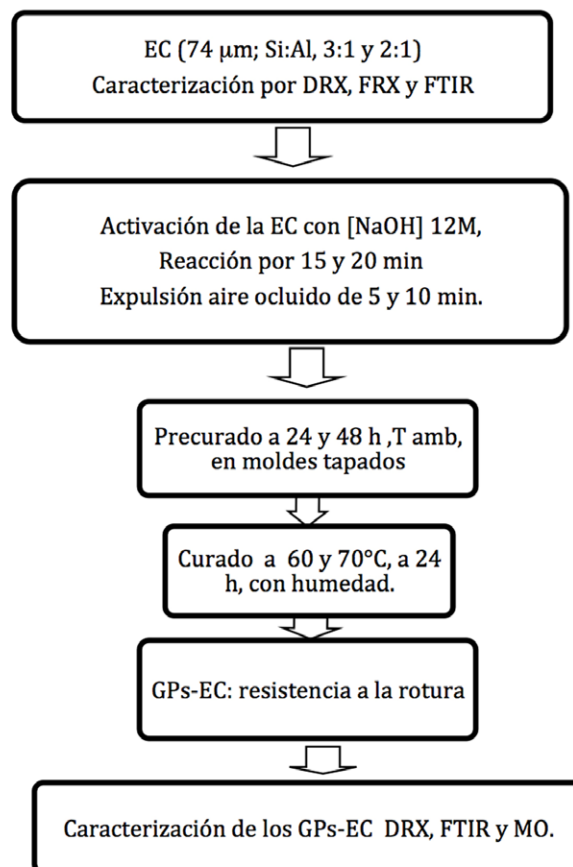 EC (74 μm; Si:Al, 3:1 y 2:1)
Caracterización por DRX, FRX y FTIR
Activación de la EC con [NaOH] 12M,
Reacción por 15 y 20 min
Expulsión aire ocluido de 5 y 10 min.
Precurado a 24 y 48 h ,T amb,
en moldes tapados
Curado a 60 y 70°C, a 24
h, con humedad.
GPs-EC: resistencia a la rotura
Caracterización de los GPs-EC DRX, FTIR y MO.